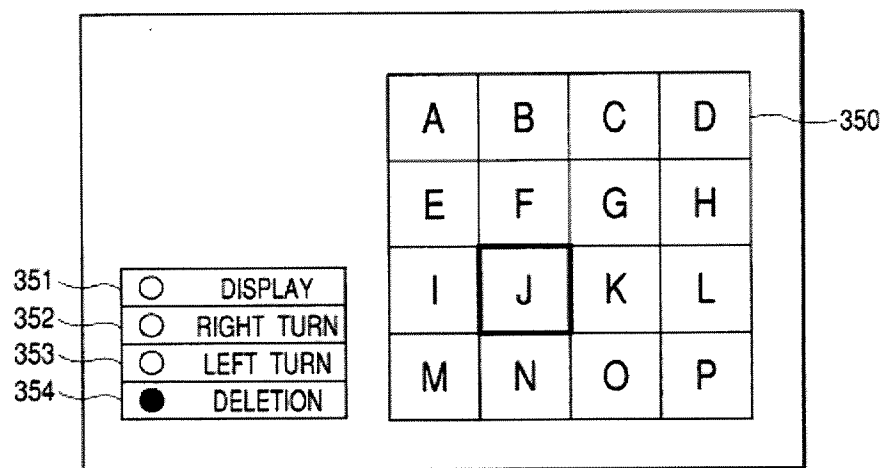 A B C D
350
E F G H
351 DISPLAY
I J K L
352 RIGHT TURN
353 LEFT TURN
M N O P
354 DELETION